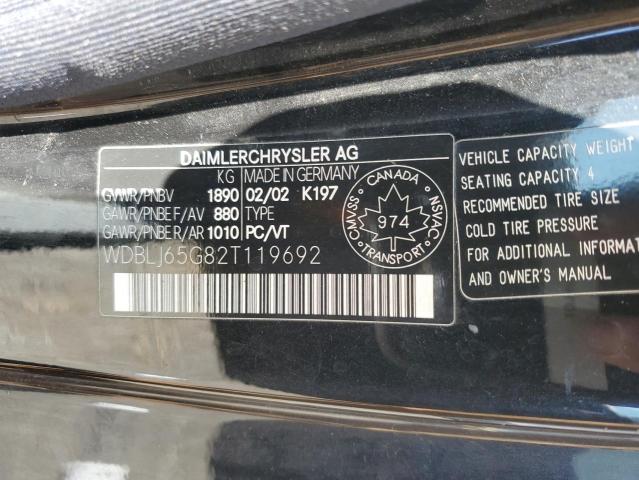 DAIMLERCHRYSLER AG
KG MADE IN GERMANY
GVWR/PNBV 1890 02/02 K197
GAWR/PNBE F/AV 880 TYPE
GAWR/PNBE R/AR 1010 PC/VT
WDBLJ65G82T119692
CANADA
CMVSS 974 NSVAC
TRANSPORT
VEHICLE CAPACITY WEIGHT
SEATING CAPACITY 4
RECOMMENDED TIRE SIZE
COLD TIRE PRESSURE
FOR ADDITIONAL INFORMAT
AND OWNER'S MANUAL